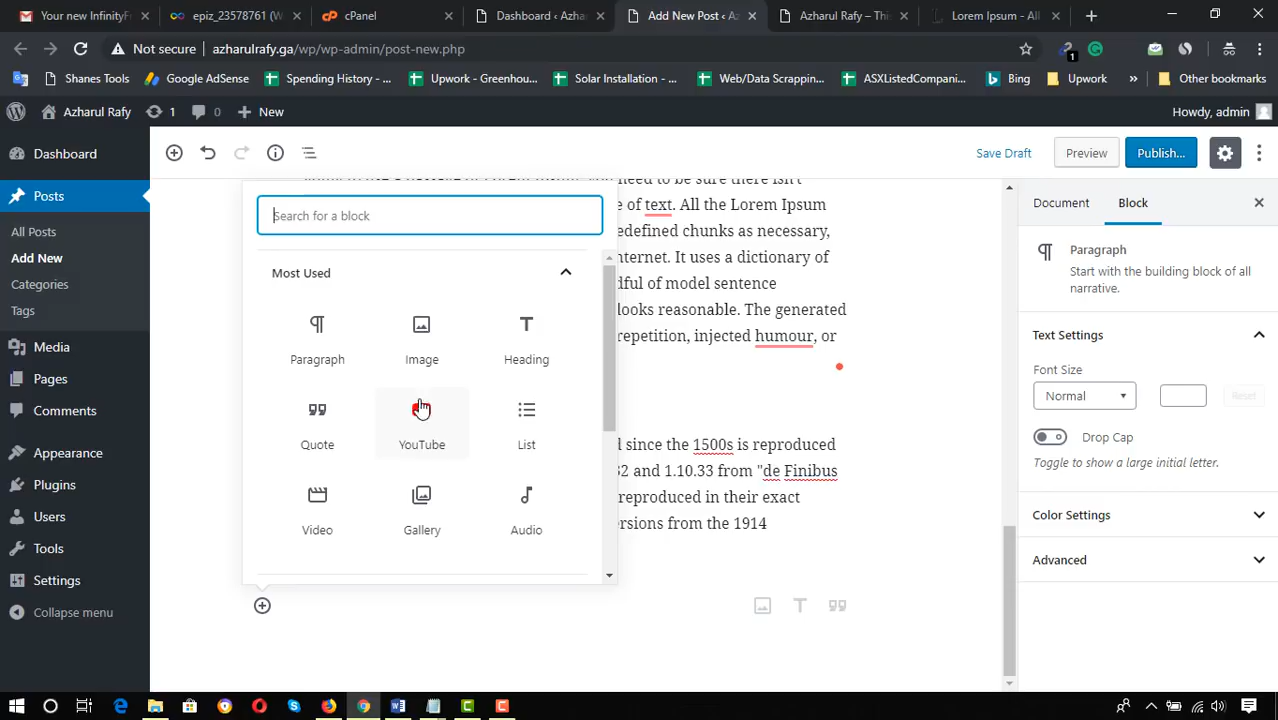 Your new InfinityF
epiz_23578761 (W
cPanel
Dashboard ‹ Azha
Add New Post ‹ Az
Azharul Rafy – This
Lorem Ipsum - All
Not secure
azharulrafy.ga/wp/wp-admin/post-new.php
1
Shanes Tools
Google AdSense
Spending History - ...
Upwork - Greenhou...
Solar Installation - ...
Web/Data Scrappin...
ASXListedCompani...
Bing
Upwork
»
Other bookmarks
Azharul Rafy
1
0
New
Howdy, admin
Dashboard
Posts
All Posts
Add New
Categories
Tags
Media
Pages
Comments
Appearance
Plugins
Users
Tools
Settings
Collapse menu
Save Draft
Preview
Publish...
need to be sure there isn't
e of text. All the Lorem Ipsum
edefined chunks as necessary,
nternet. It uses a dictionary of
dful of model sentence
looks reasonable. The generated
repetition, injected humour, or
d since the 1500s is reproduced
32 and 1.10.33 from "de Finibus
reproduced in their exact
ersions from the 1914
Search for a block
Most Used
Paragraph
Image
Heading
Quote
YouTube
List
Video
Gallery
Audio
Document
Block
Paragraph
Start with the building block of all
narrative.
Text Settings
Font Size
Normal
Reset
Drop Cap
Toggle to show a large initial letter.
Color Settings
Advanced